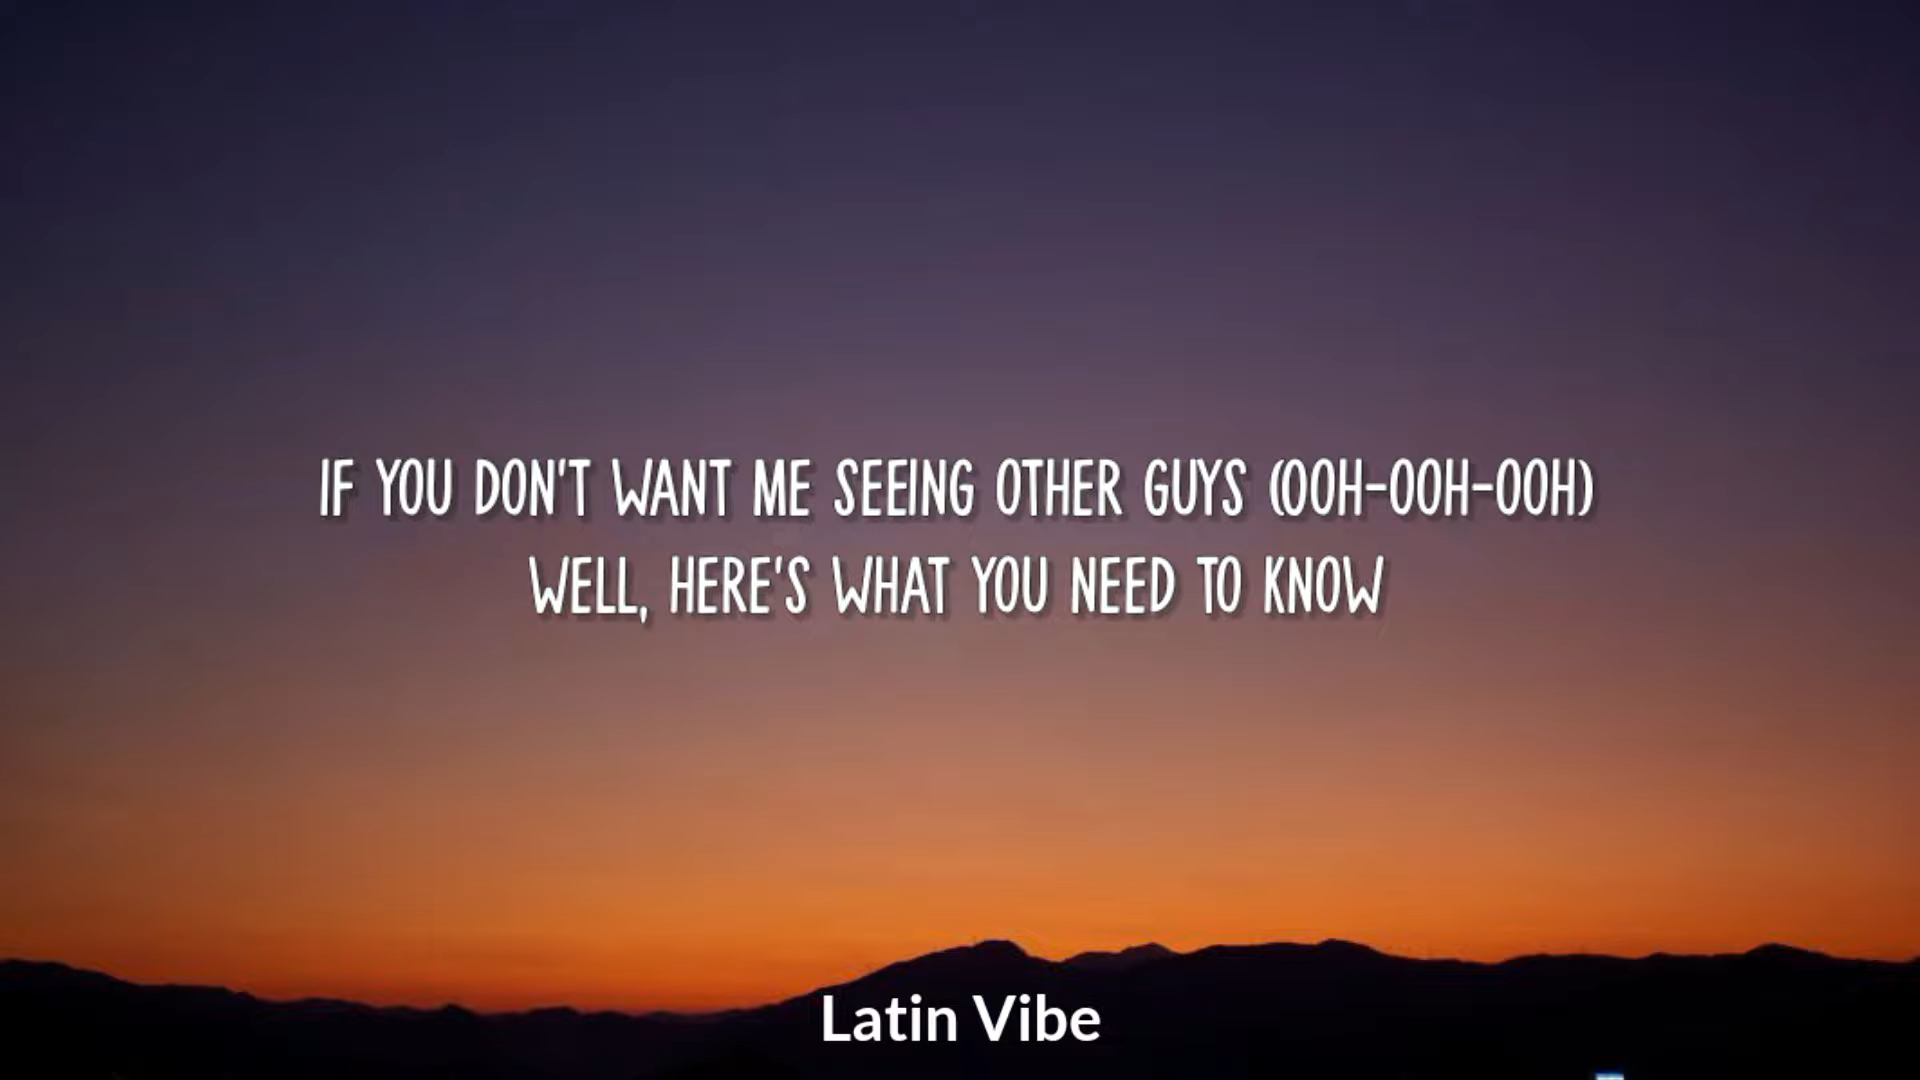 IF YOU DON'T WANT ME SEEING OTHER GUYS (OOH-OOH-OOH)
WELL, HERE'S WHAT YOU NEED TO KNOW
Latin Vibe